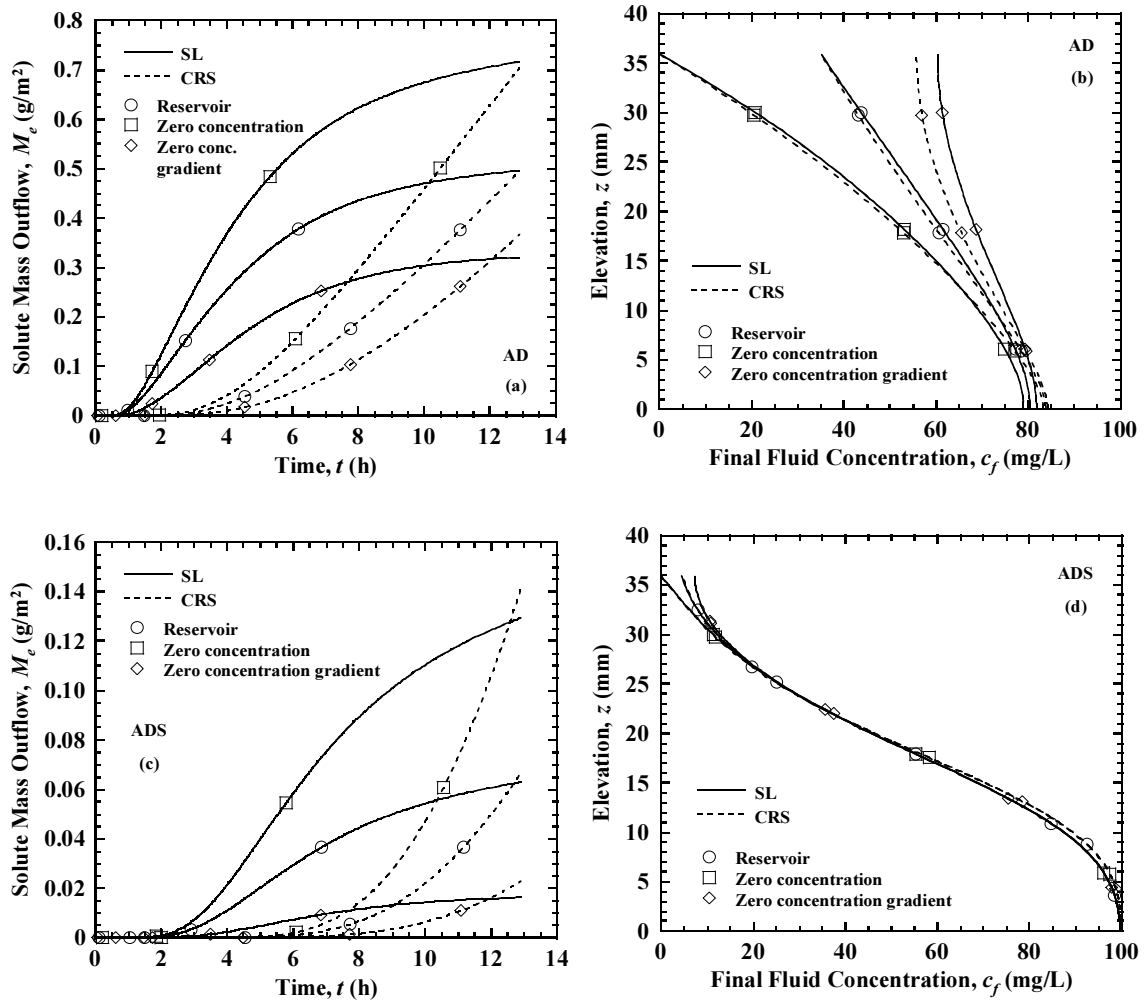 0.8
0.7
0.6
0.5
0.4
0.3
0.2
0.1
0
Solute Mass Outflow, Mₑ (g/m²)
SL
CRS
Reservoir
Zero concentration
Zero conc.
gradient
AD
(a)
0 2 4 6 8 10 12 14
Time, t (h)
40
35
30
25
20
15
10
5
0
Elevation, z (mm)
AD
(b)
SL
CRS
Reservoir
Zero concentration
Zero concentration gradient
0 20 40 60 80 100
Final Fluid Concentration, c_f (mg/L)
0.16
0.14
0.12
0.10
0.08
0.06
0.04
0.02
0
Solute Mass Outflow, Mₑ (g/m²)
SL
CRS
Reservoir
Zero concentration
Zero concentration gradient
ADS
(c)
0 2 4 6 8 10 12 14
Time, t (h)
40
35
30
25
20
15
10
5
0
Elevation, z (mm)
ADS
(d)
SL
CRS
Reservoir
Zero concentration
Zero concentration gradient
0 20 40 60 80 100
Final Fluid Concentration, c_f (mg/L)